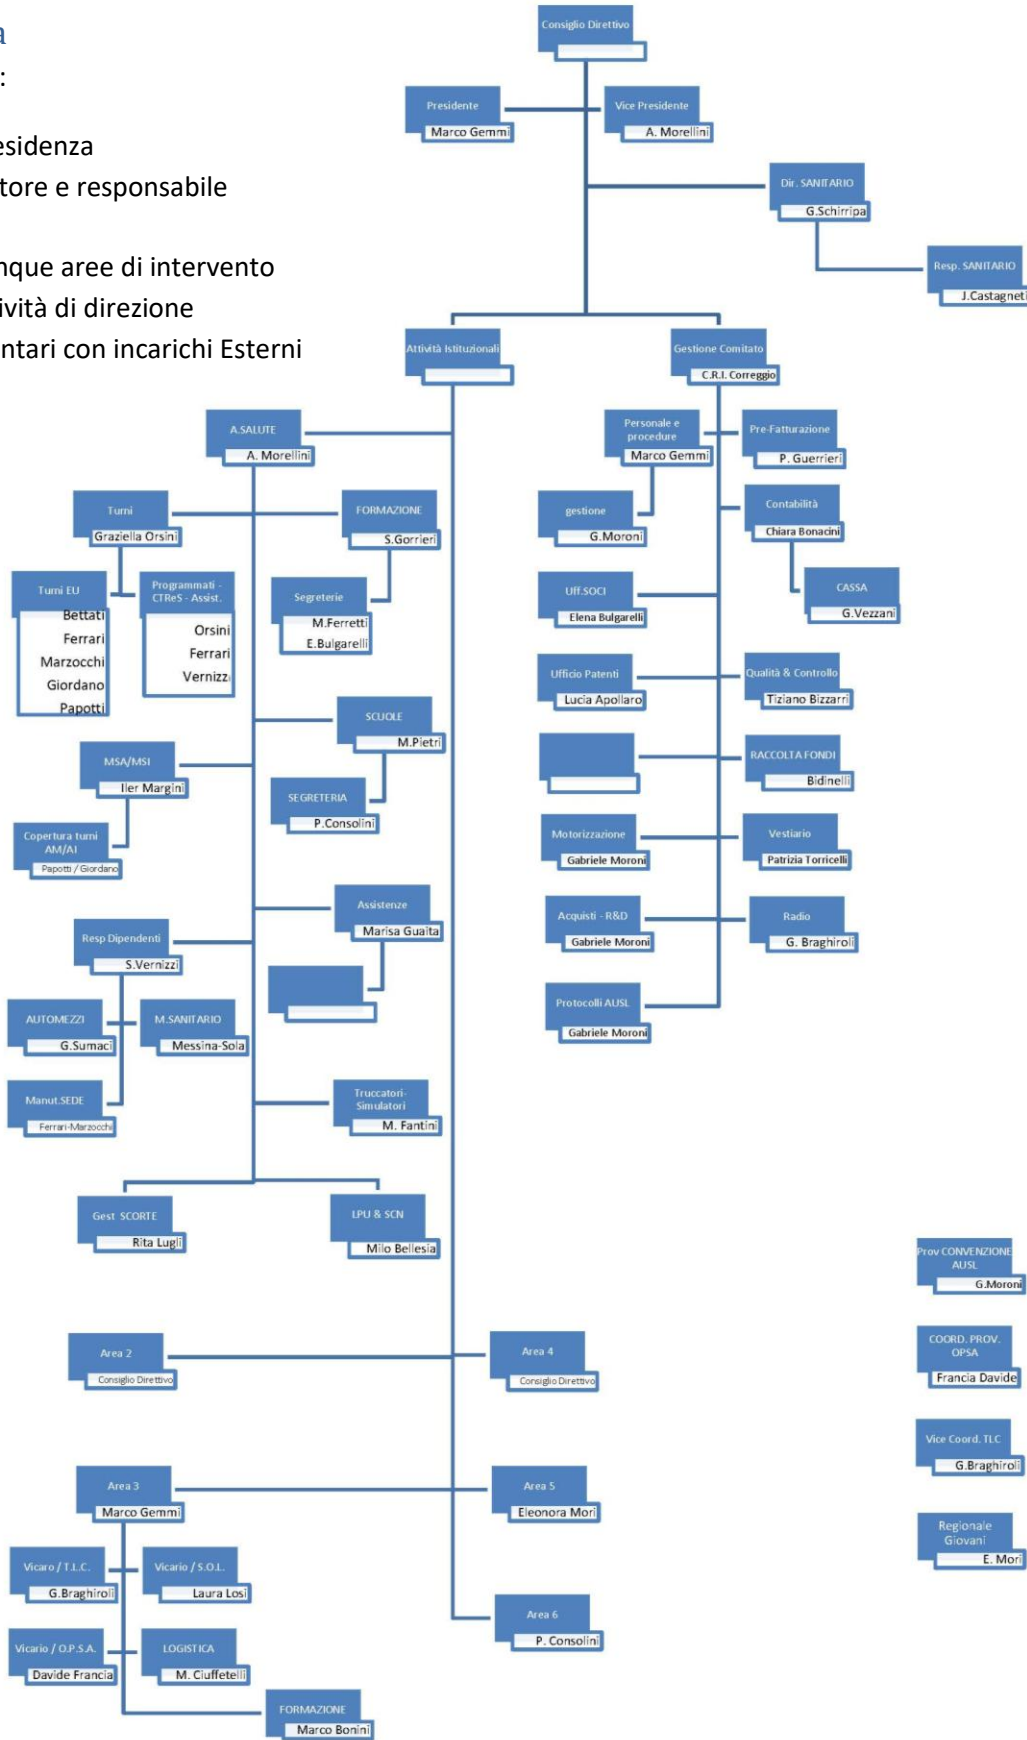 a
:
esidenza
tore e responsabile
nque aree di intervento
ività di direzione
ntari con incarichi Esterni
Consiglio Direttivo
Presidente
Marco Gemmi
Vice Presidente
A. Morellini
Dir. SANITARIO
G.Schirripa
Resp. SANITARIO
J.Castagneti
Attività Istituzionali
Gestione Comitato
C.R.I. Correggio
A.SALUTE
A. Morellini
Personale e
procedure
Marco Gemmi
Pre-Fatturazione
P. Guerrieri
Turni
Graziella Orsini
FORMAZIONE
S.Gorrieri
gestione
G.Moroni
Contabilità
Chiara Bonacini
Turni EU
Bettati
Ferrari
Marzocchi
Giordano
Papotti
Programmati -
CTReS - Assist.
Orsini
Ferrari
Vernizzi
Segreterie
M.Ferretti
E.Bulgarelli
Uff.SOCI
Elena Bulgarelli
CASSA
G.Vezzani
Ufficio Patenti
Lucia Apollaro
Qualità & Controllo
Tiziano Bizzarri
SCUOLE
M.Pietri
MSA/MSI
Iler Margini
RACCOLTA FONDI
Bidinelli
SEGRETERIA
P.Consolini
Copertura turni
AM/AI
Papotti / Giordano
Motorizzazione
Gabriele Moroni
Vestiario
Patrizia Torricelli
Assistenze
Marisa Guaita
Resp Dipendenti
S.Vernizzi
Acquisti - R&D
Gabriele Moroni
Radio
G. Braghiroli
AUTOMEZZI
G.Sumaci
M.SANITARIO
Messina-Sola
Protocolli AUSL
Gabriele Moroni
Manut.SEDE
Ferrari-Marzocchi
Truccatori-
Simulatori
M. Fantini
Gest SCORTE
Rita Lugli
LPU & SCN
Milo Bellesia
Prov CONVENZIONE
AUSL
G.Moroni
Area 2
Consiglio Direttivo
Area 4
Consiglio Direttivo
COORD. PROV.
OPSA
Francia Davide
Vice Coord. TLC
G.Braghiroli
Area 3
Marco Gemmi
Area 5
Eleonora Mori
Regionale
Giovani
E. Mori
Vicaro / T.L.C.
G.Braghiroli
Vicario / S.O.L.
Laura Losi
Area 6
P. Consolini
Vicario / O.P.S.A.
Davide Francia
LOGISTICA
M. Ciuffetelli
FORMAZIONE
Marco Bonini